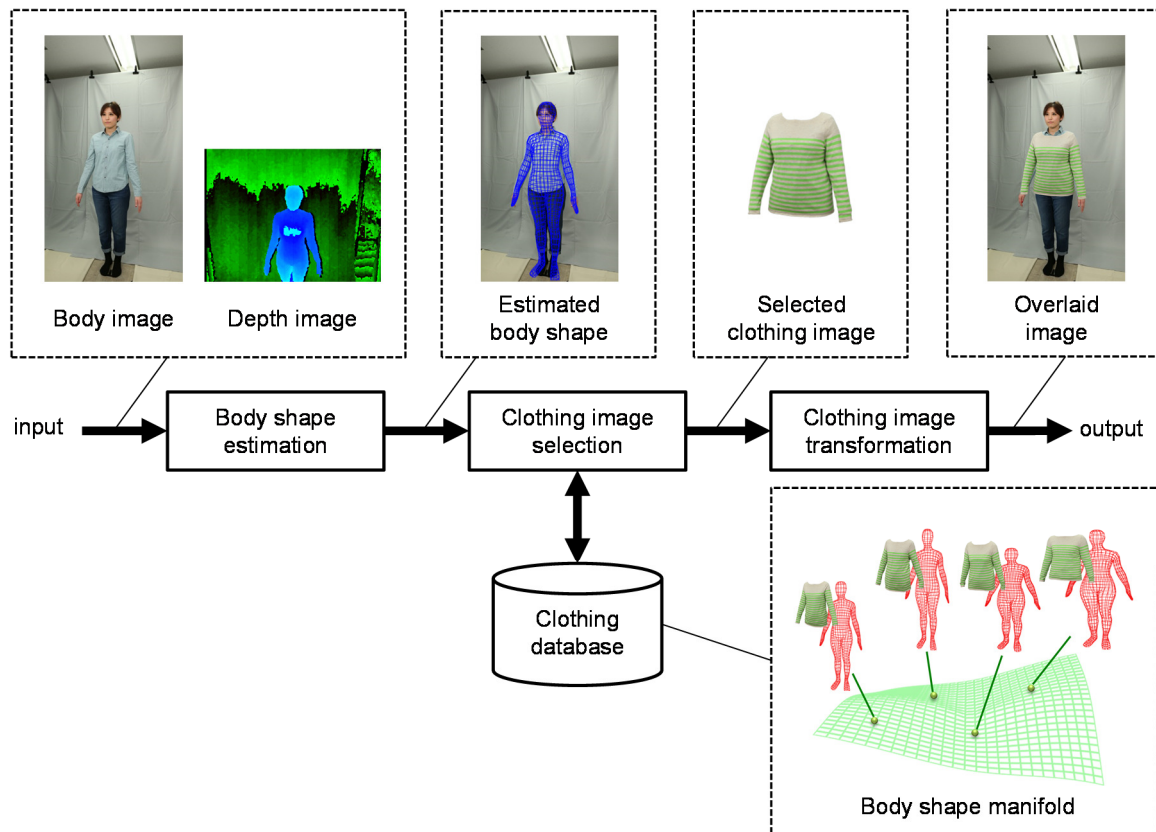 Body image
Depth image
Estimated
body shape
Selected
clothing image
Overlaid
image
input
Body shape
estimation
Clothing image
selection
Clothing image
transformation
output
Clothing
database
Body shape manifold